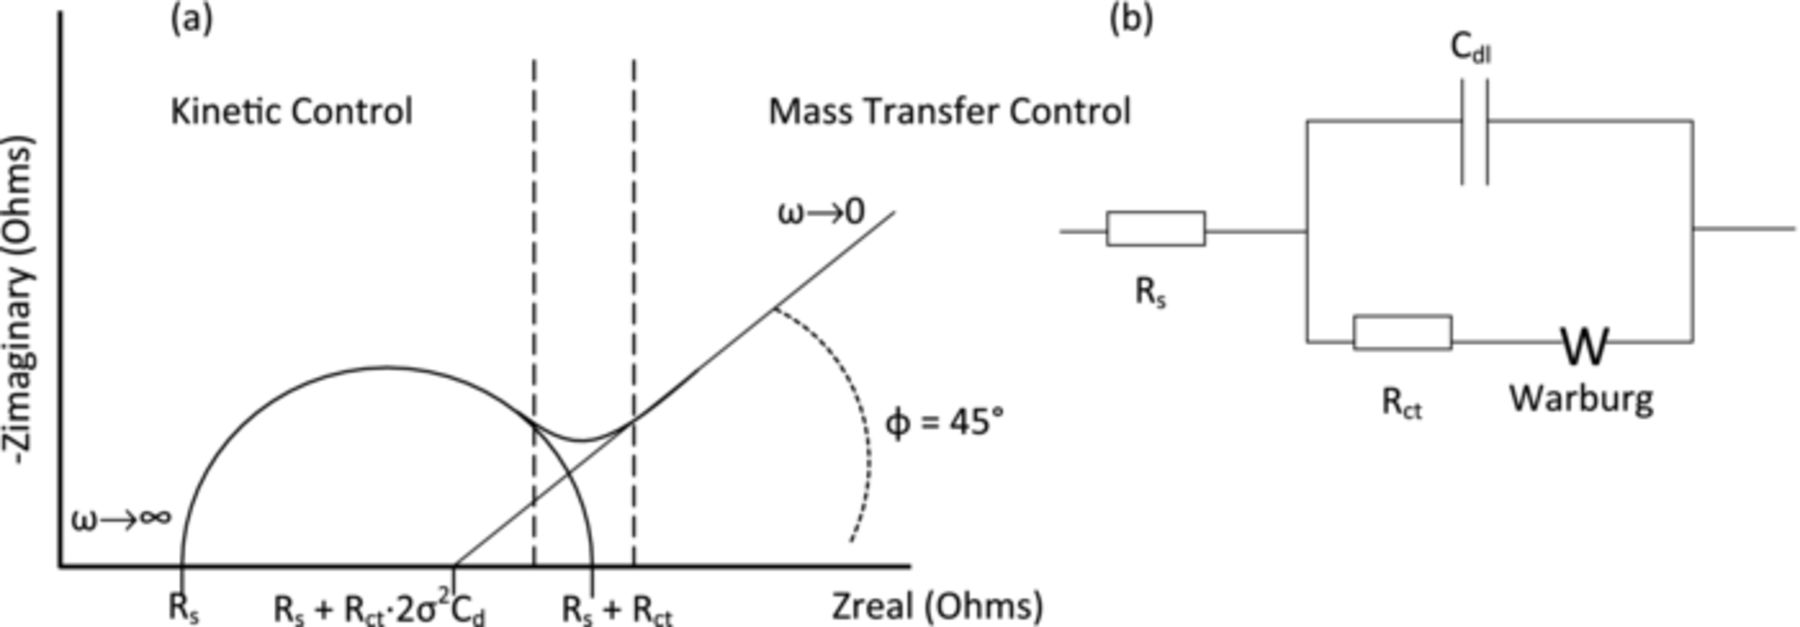 (a)
Kinetic Control
Mass Transfer Control
-Zimaginary (Ohms)
ω→0
ϕ = 45°
ω→∞
Rs
Rs + Rct·2σ²Cd
Rs + Rct
Zreal (Ohms)
(b)
Cdl
Rs
Rct
W
Warburg